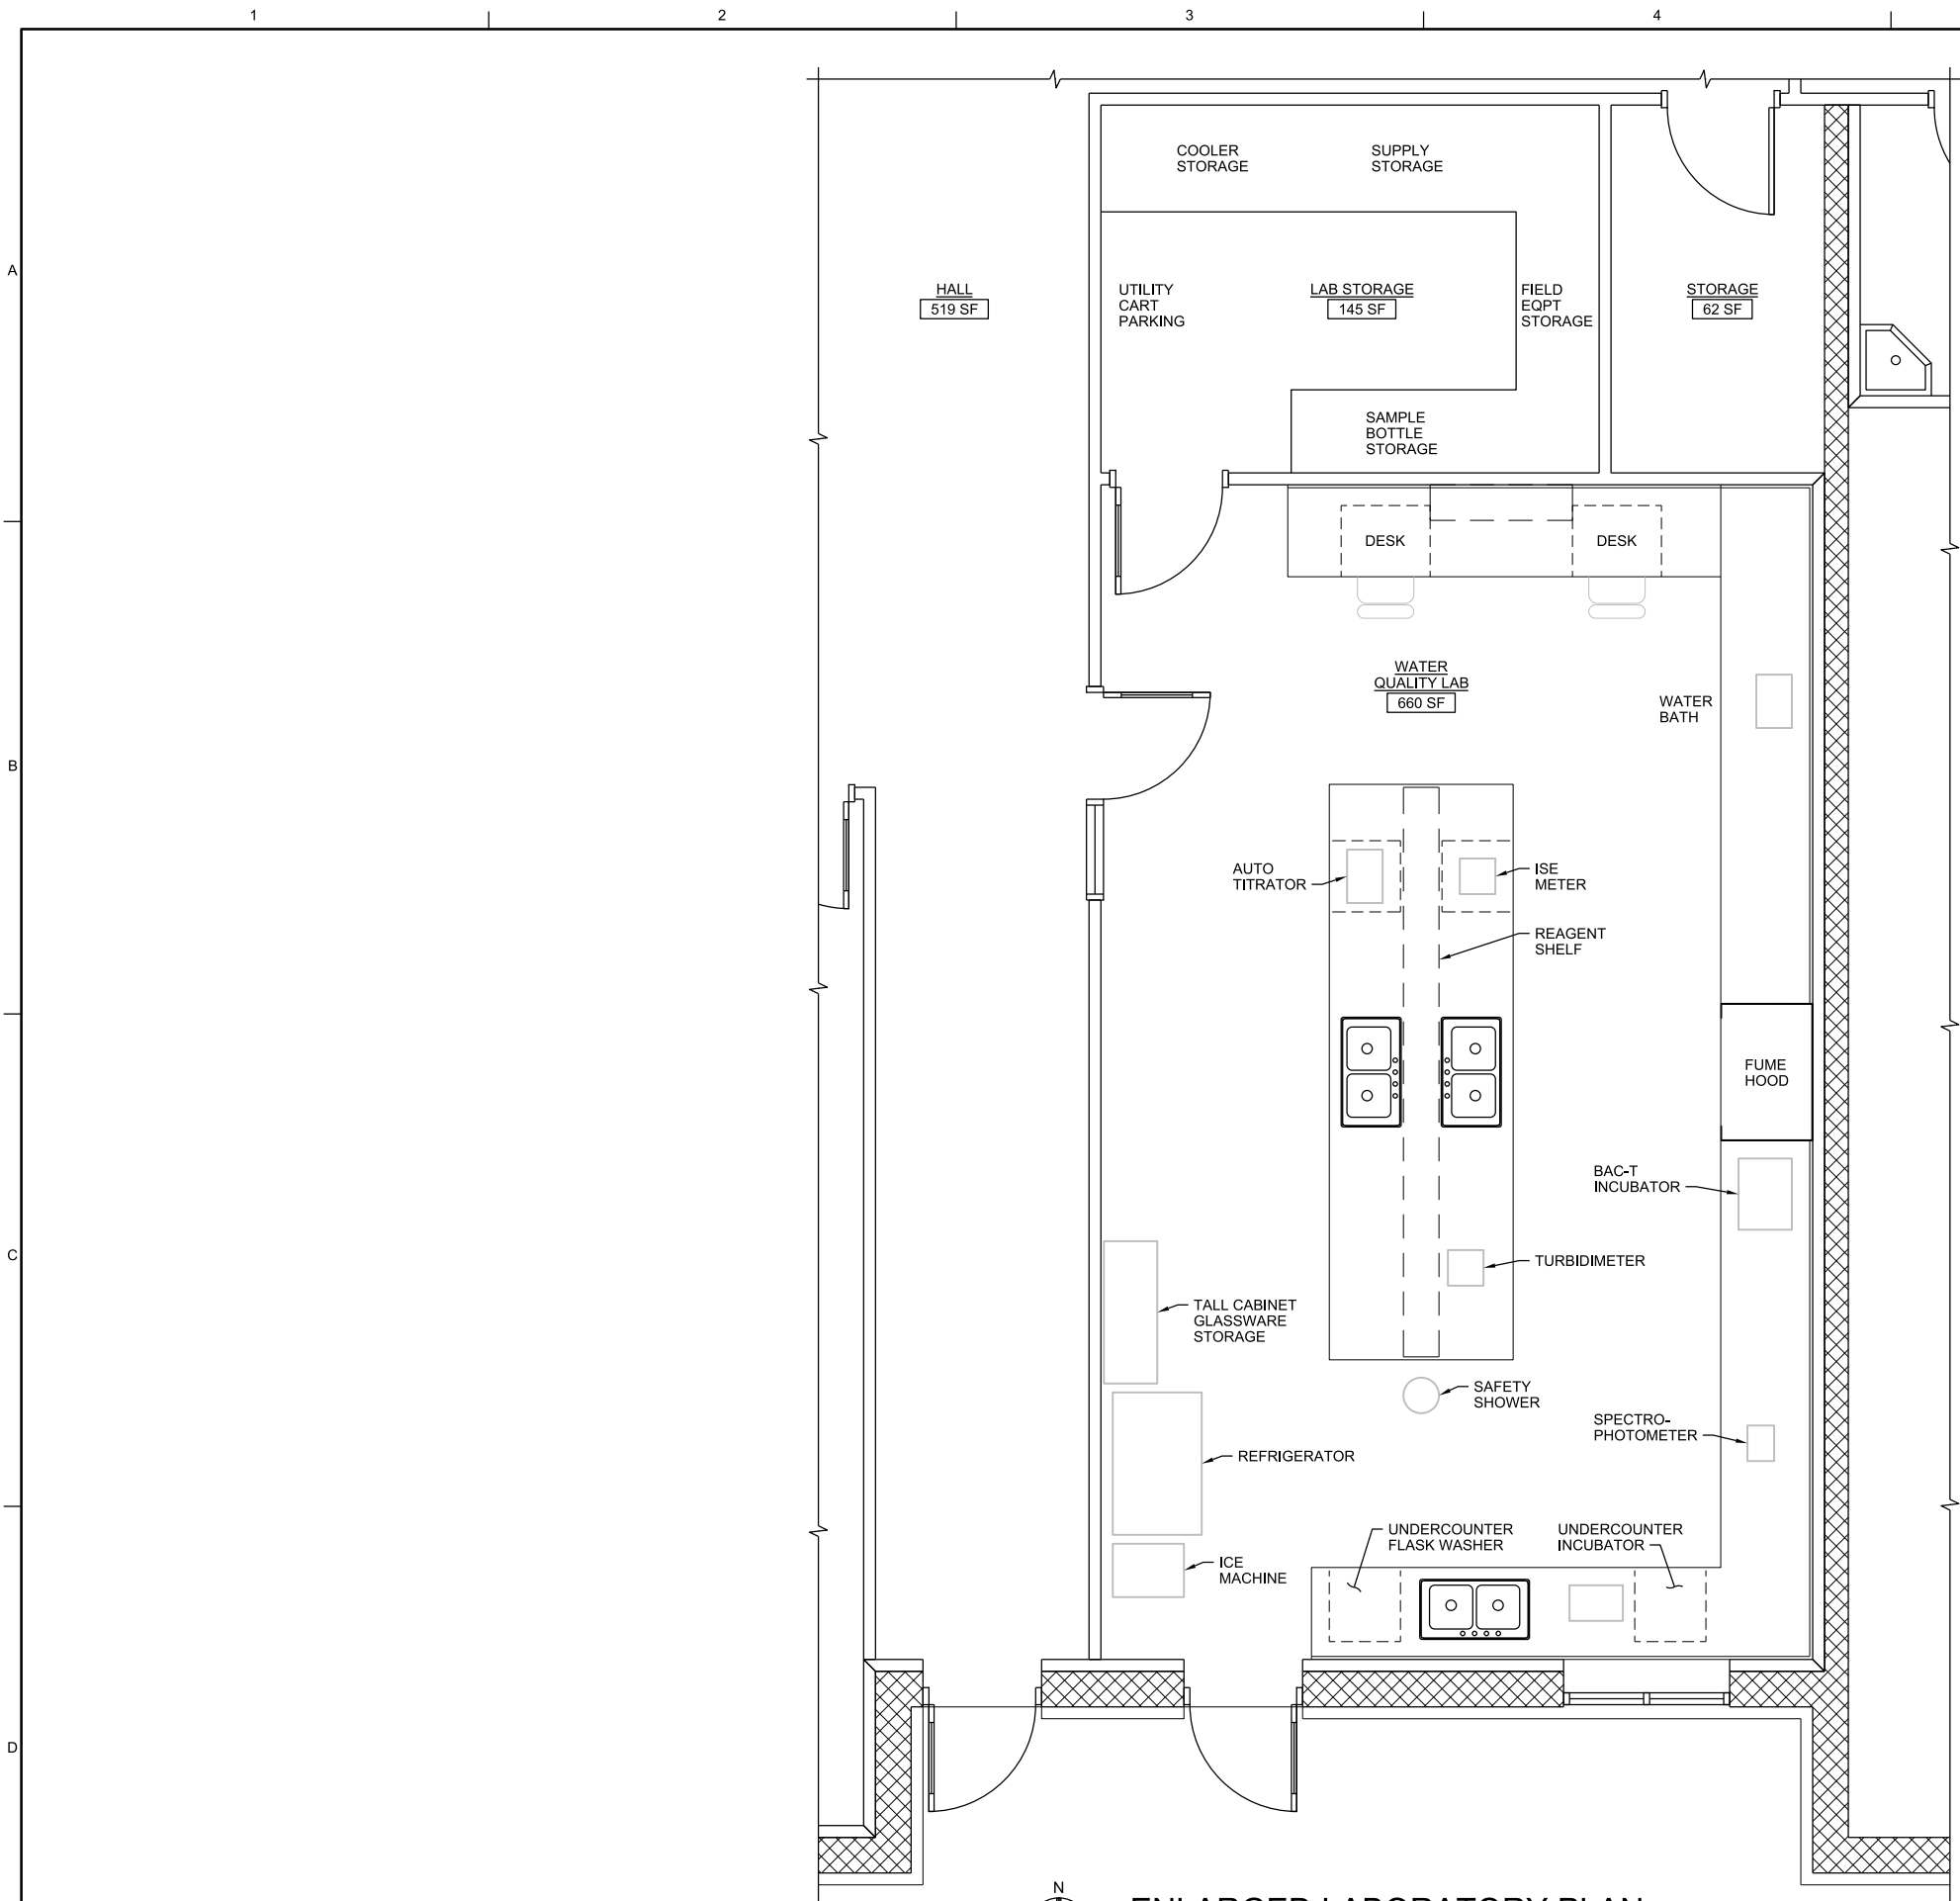 1
2
3
4
A
B
C
D
COOLER
STORAGE
SUPPLY
STORAGE
HALL
519 SF
UTILITY
CART
PARKING
LAB STORAGE
145 SF
FIELD
EQPT
STORAGE
STORAGE
62 SF
SAMPLE
BOTTLE
STORAGE
DESK
DESK
WATER
QUALITY LAB
660 SF
WATER
BATH
AUTO
TITRATOR
ISE
METER
REAGENT
SHELF
FUME
HOOD
BAC-T
INCUBATOR
TURBIDIMETER
TALL CABINET
GLASSWARE
STORAGE
SAFETY
SHOWER
SPECTRO-
PHOTOMETER
REFRIGERATOR
UNDERCOUNTER
FLASK WASHER
UNDERCOUNTER
INCUBATOR
ICE
MACHINE
N
ENLARGED LABORATORY PLAN